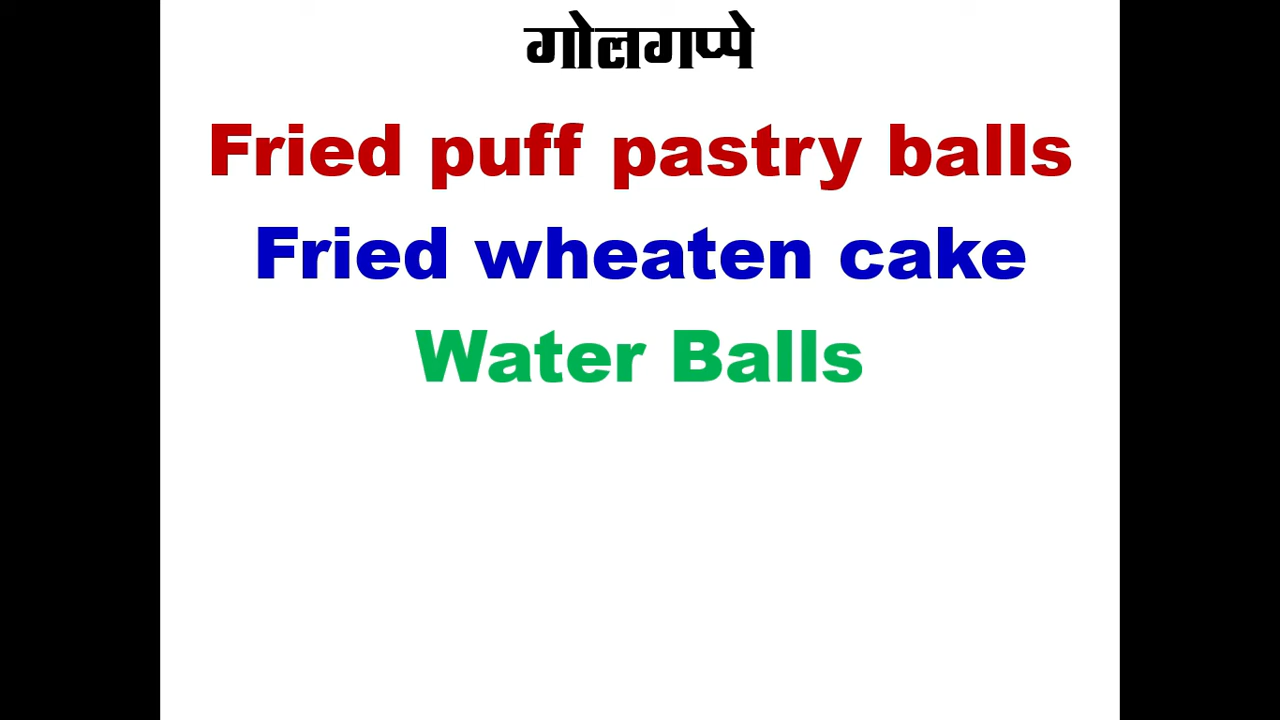 गोलगप्पे
Fried puff pastry balls
Fried wheaten cake
Water Balls